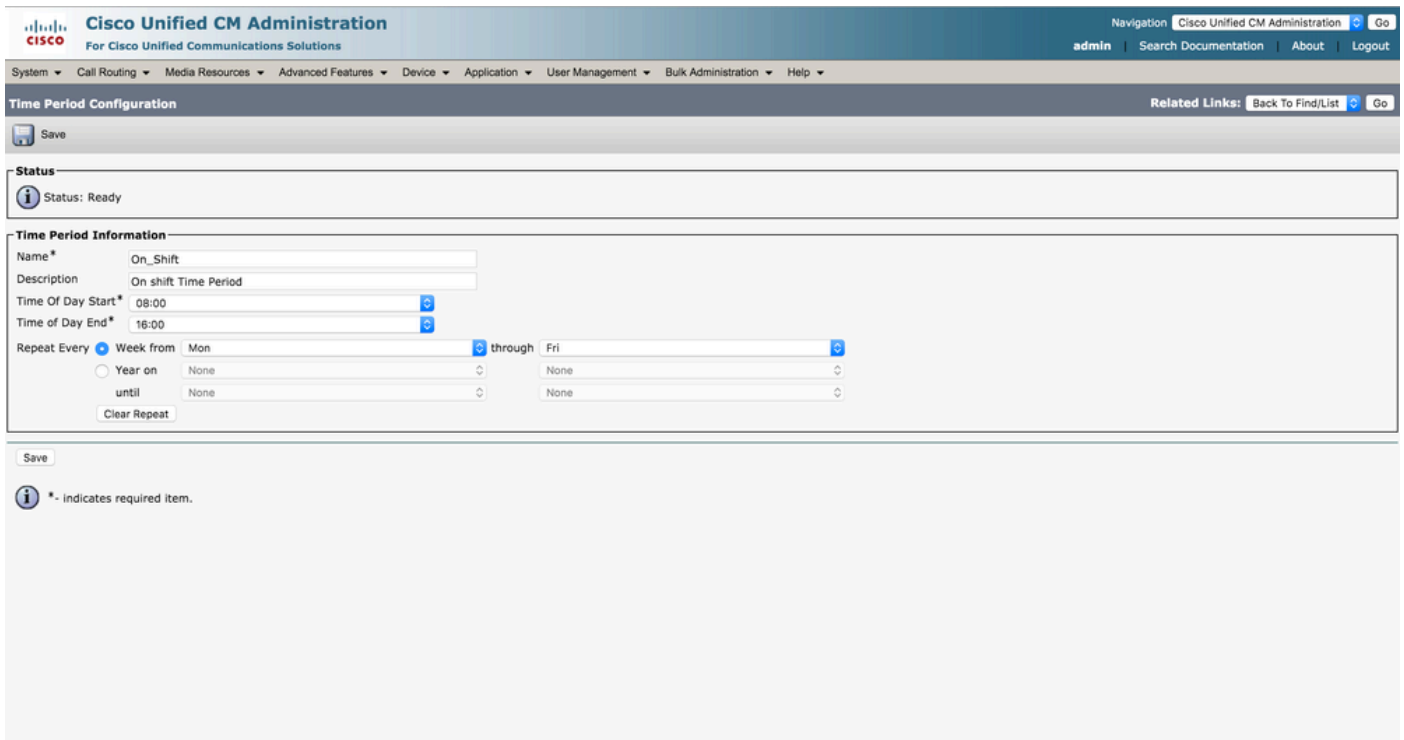 CISCO
Cisco Unified CM Administration
For Cisco Unified Communications Solutions
Navigation Cisco Unified CM Administration Go
admin | Search Documentation | About | Logout
System Call Routing Media Resources Advanced Features Device Application User Management Bulk Administration Help
Time Period Configuration Related Links: Back To Find/List Go
Save
Status
i Status: Ready
Time Period Information
Name* On_Shift
Description On shift Time Period
Time Of Day Start* 08:00
Time of Day End* 16:00
Repeat Every Week from Mon through Fri
Year on None None
until None None
Clear Repeat
Save
i *- indicates required item.